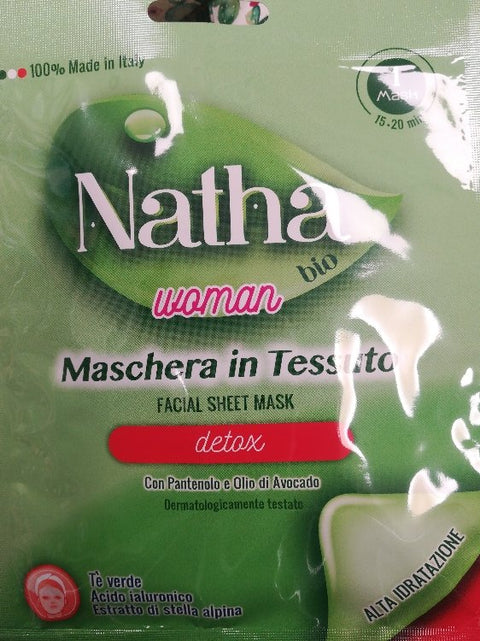 100% Made in Italy
1
Mask
15-20 min
Natha
bio
woman
Maschera in Tessuto
FACIAL SHEET MASK
detox
Con Pantenolo e Olio di Avocado
Dermatologicamente testato
Tè verde
Acido ialuronico
Estratto di stella alpina
ALTA IDRATAZIONE